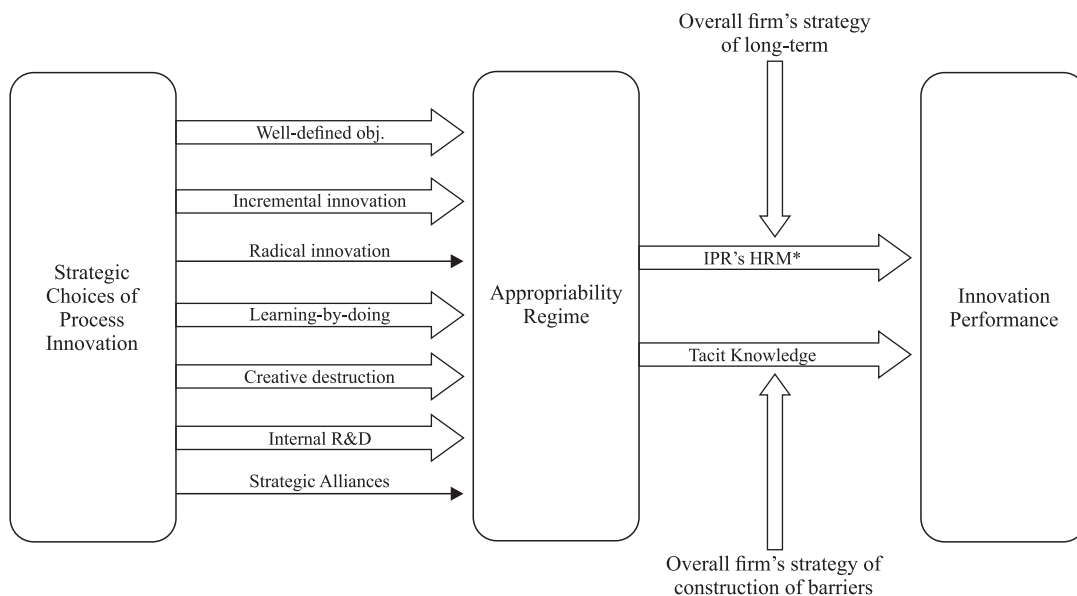 Overall firm's strategy
of long-term
Well-defined obj.
Incremental innovation
Radical innovation
Strategic
Choices of
Process
Innovation
Learning-by-doing
Creative destruction
Internal R&D
Strategic Alliances
Appropriability
Regime
IPR's HRM*
Tacit Knowledge
Innovation
Performance
Overall firm's strategy of
construction of barriers